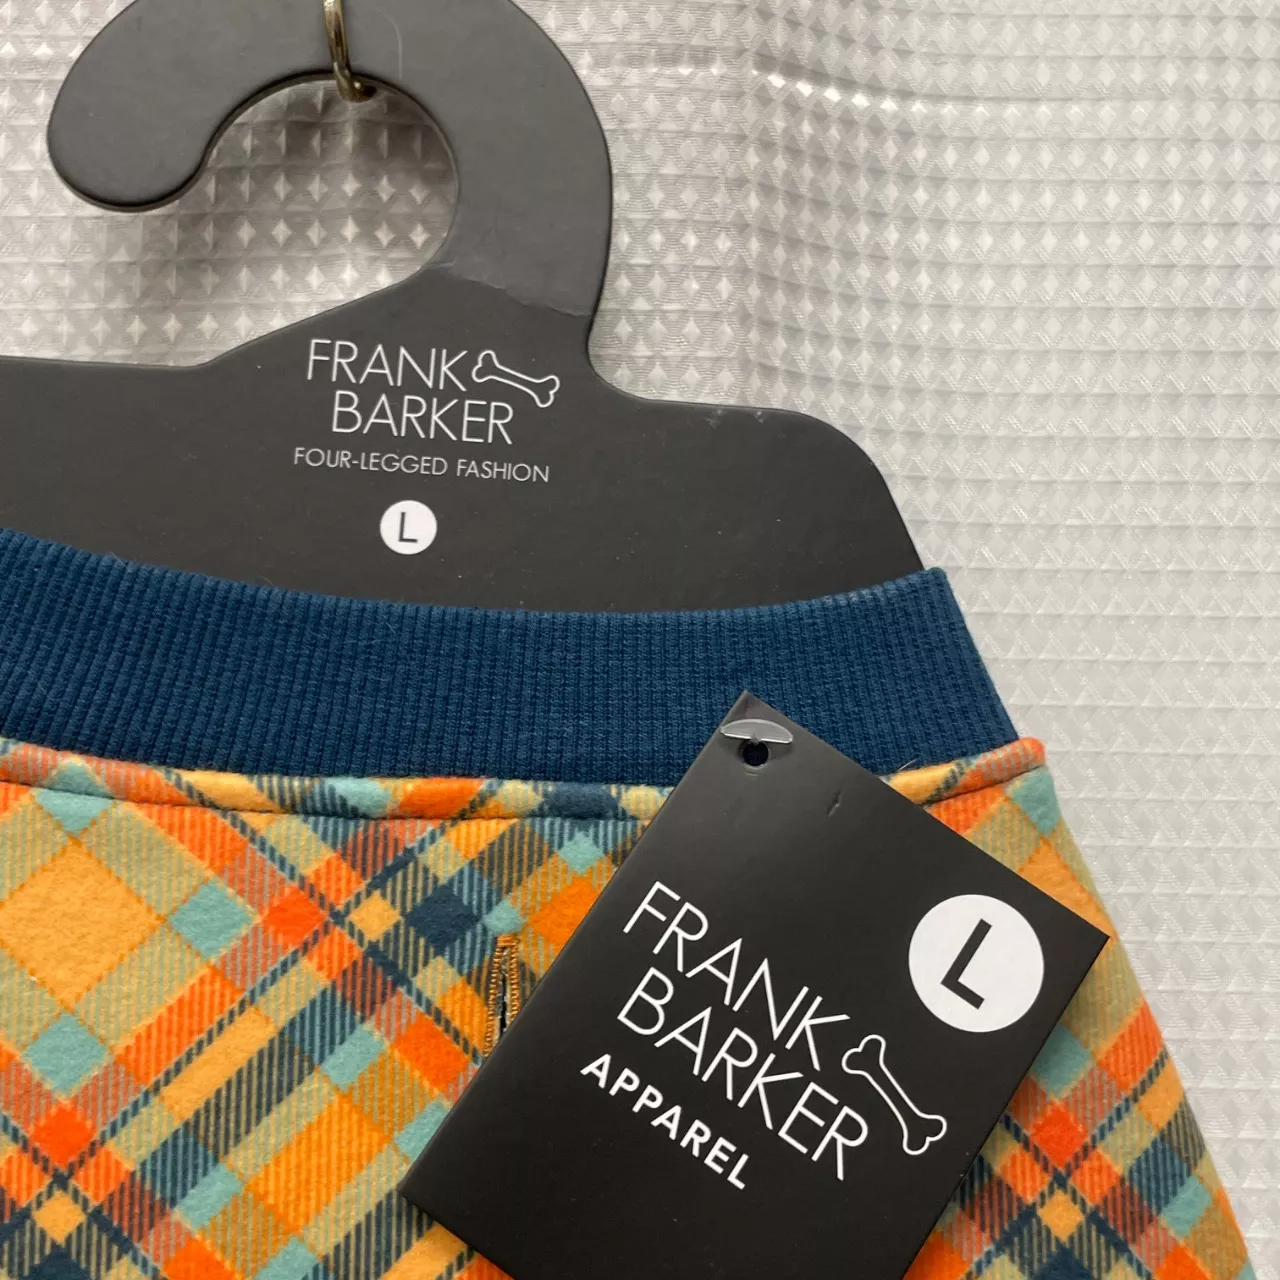 FRANK
BARKER
FOUR-LEGGED FASHION
L
L
FRANK
BARKER
APPAREL